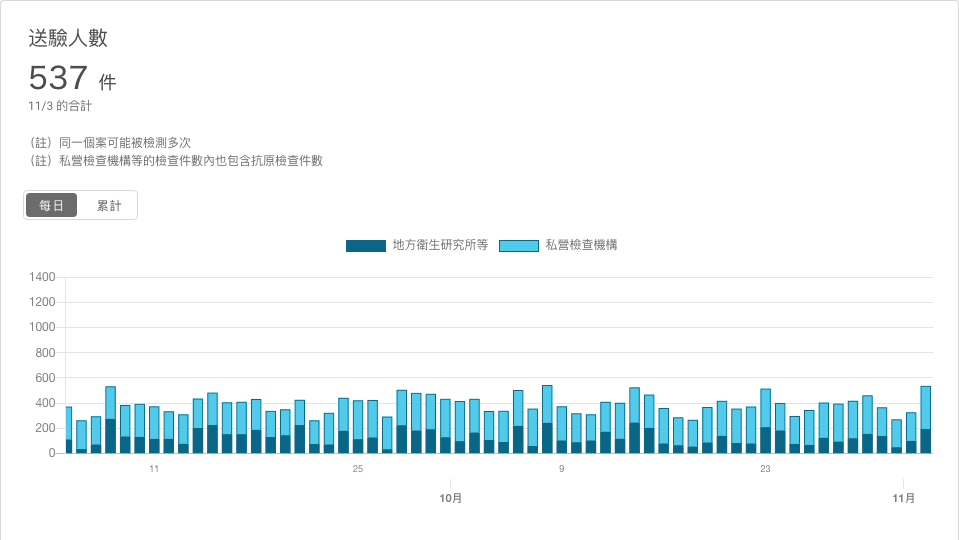 送驗人數
537 件
11/3 的合計
（註）同一個案可能被檢測多次
（註）私營檢查機構等的檢查件數內也包含抗原檢查件數
每日 累計
地方衛生研究所等 私營檢查機構
1400
1200
1000
800
600
400
200
0
11 25 9 23
10月 11月